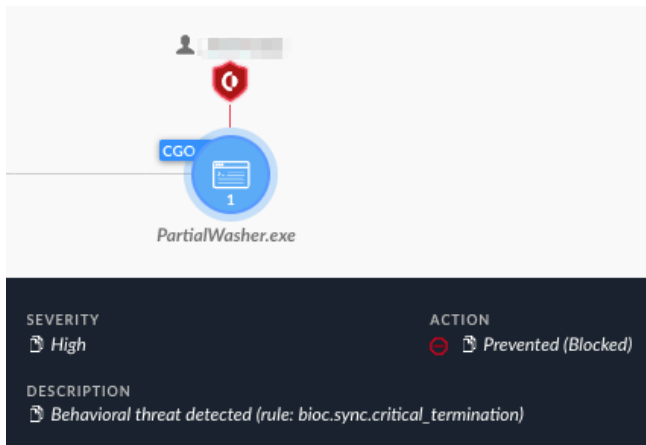 CGO
1
PartialWasher.exe
SEVERITY
High
ACTION
Prevented (Blocked)
DESCRIPTION
Behavioral threat detected (rule: bioc.sync.critical_termination)